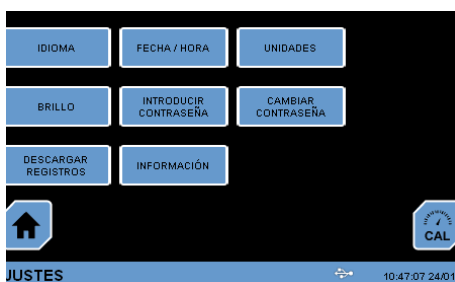 IDIOMA
FECHA / HORA
UNIDADES
BRILLO
INTRODUCIR
CONTRASEÑA
CAMBIAR
CONTRASEÑA
DESCARGAR
REGISTROS
INFORMACIÓN
CAL
JUSTES
10:47:07 24/01